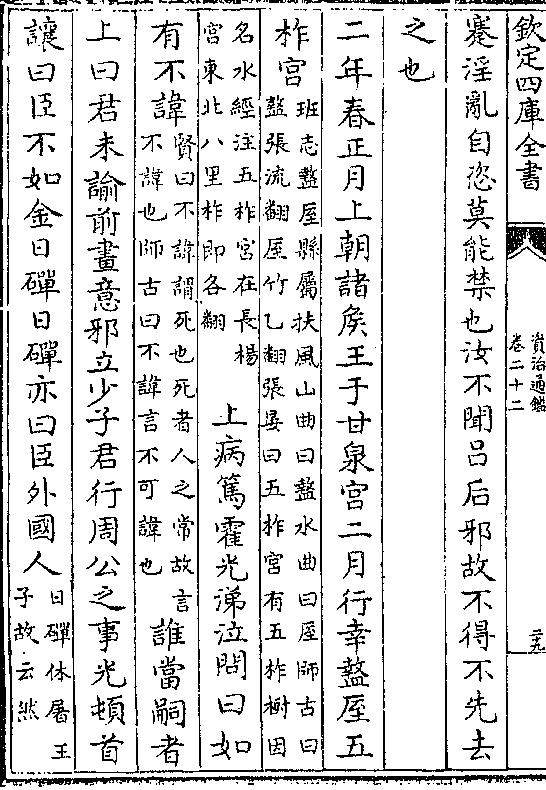 欽定四庫全書
資治通鑑
卷二十二
蹇淫亂自恣莫能禁也汝不聞吕后邪故不得不先去
之也
二年春正月上朝諸侯王于甘泉宫二月行幸盩厔五
柞宫
班志盩厔縣屬扶風山曲曰盩水曲曰厔師古曰
盩張流翻厔竹乙翻張晏曰五柞宫有五柞樹因
名水經注五柞宫在長楊
宫東北八里柞即各翻
上病篤霍光涕泣問曰如
有不諱
賢曰不諱謂死也死者人之常故言
不諱也師古曰不諱言不可諱也
誰當嗣者
上曰君未諭前畫意邪立少子君行周公之事光頓首
讓曰臣不如金日磾日磾亦曰臣外國人
日磾休屠王
子故云然